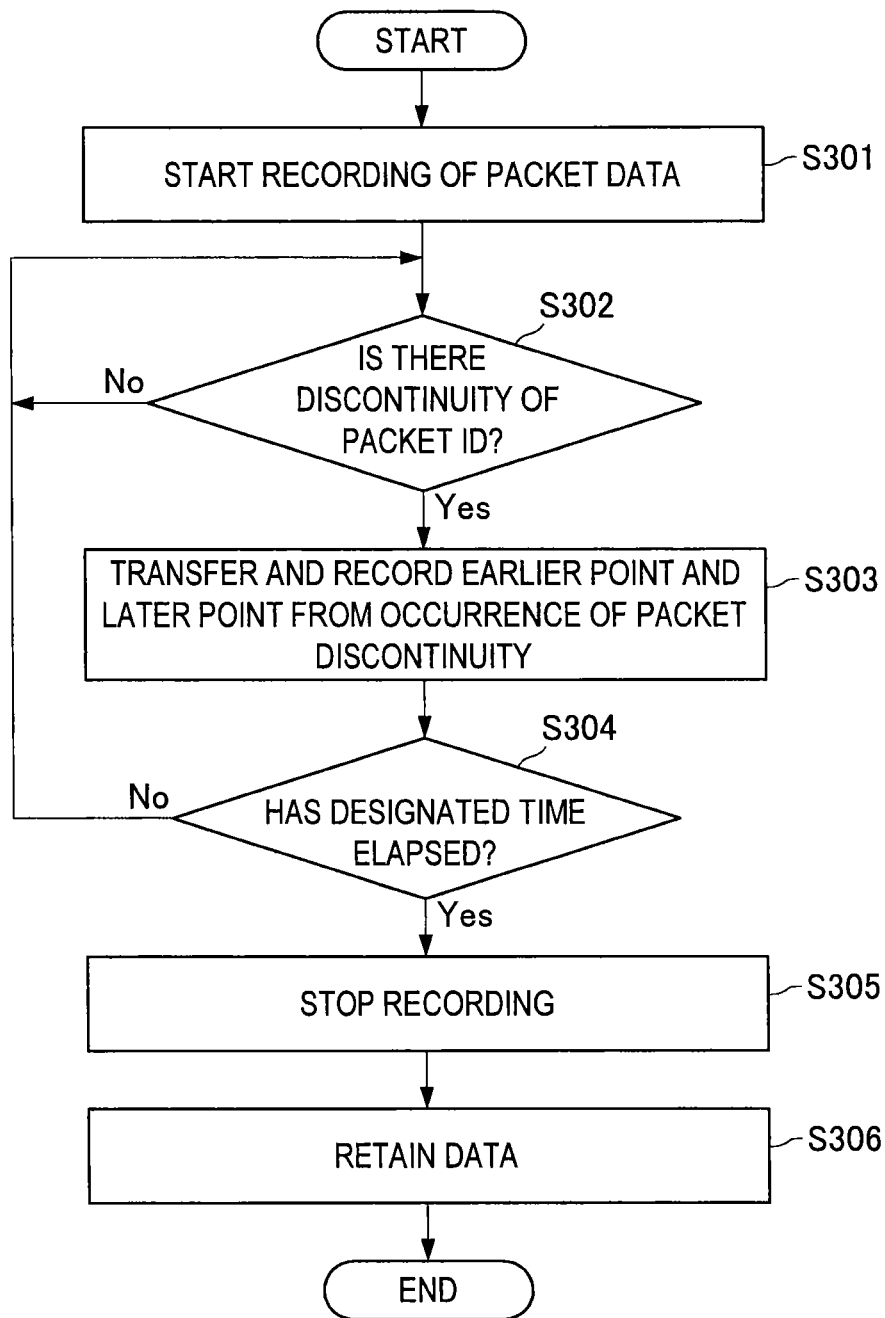 START
START RECORDING OF PACKET DATA
S301
S302
IS THERE
DISCONTINUITY OF
PACKET ID?
No
Yes
TRANSFER AND RECORD EARLIER POINT AND
LATER POINT FROM OCCURRENCE OF PACKET
DISCONTINUITY
S303
S304
HAS DESIGNATED TIME
ELAPSED?
No
Yes
STOP RECORDING
S305
RETAIN DATA
S306
END